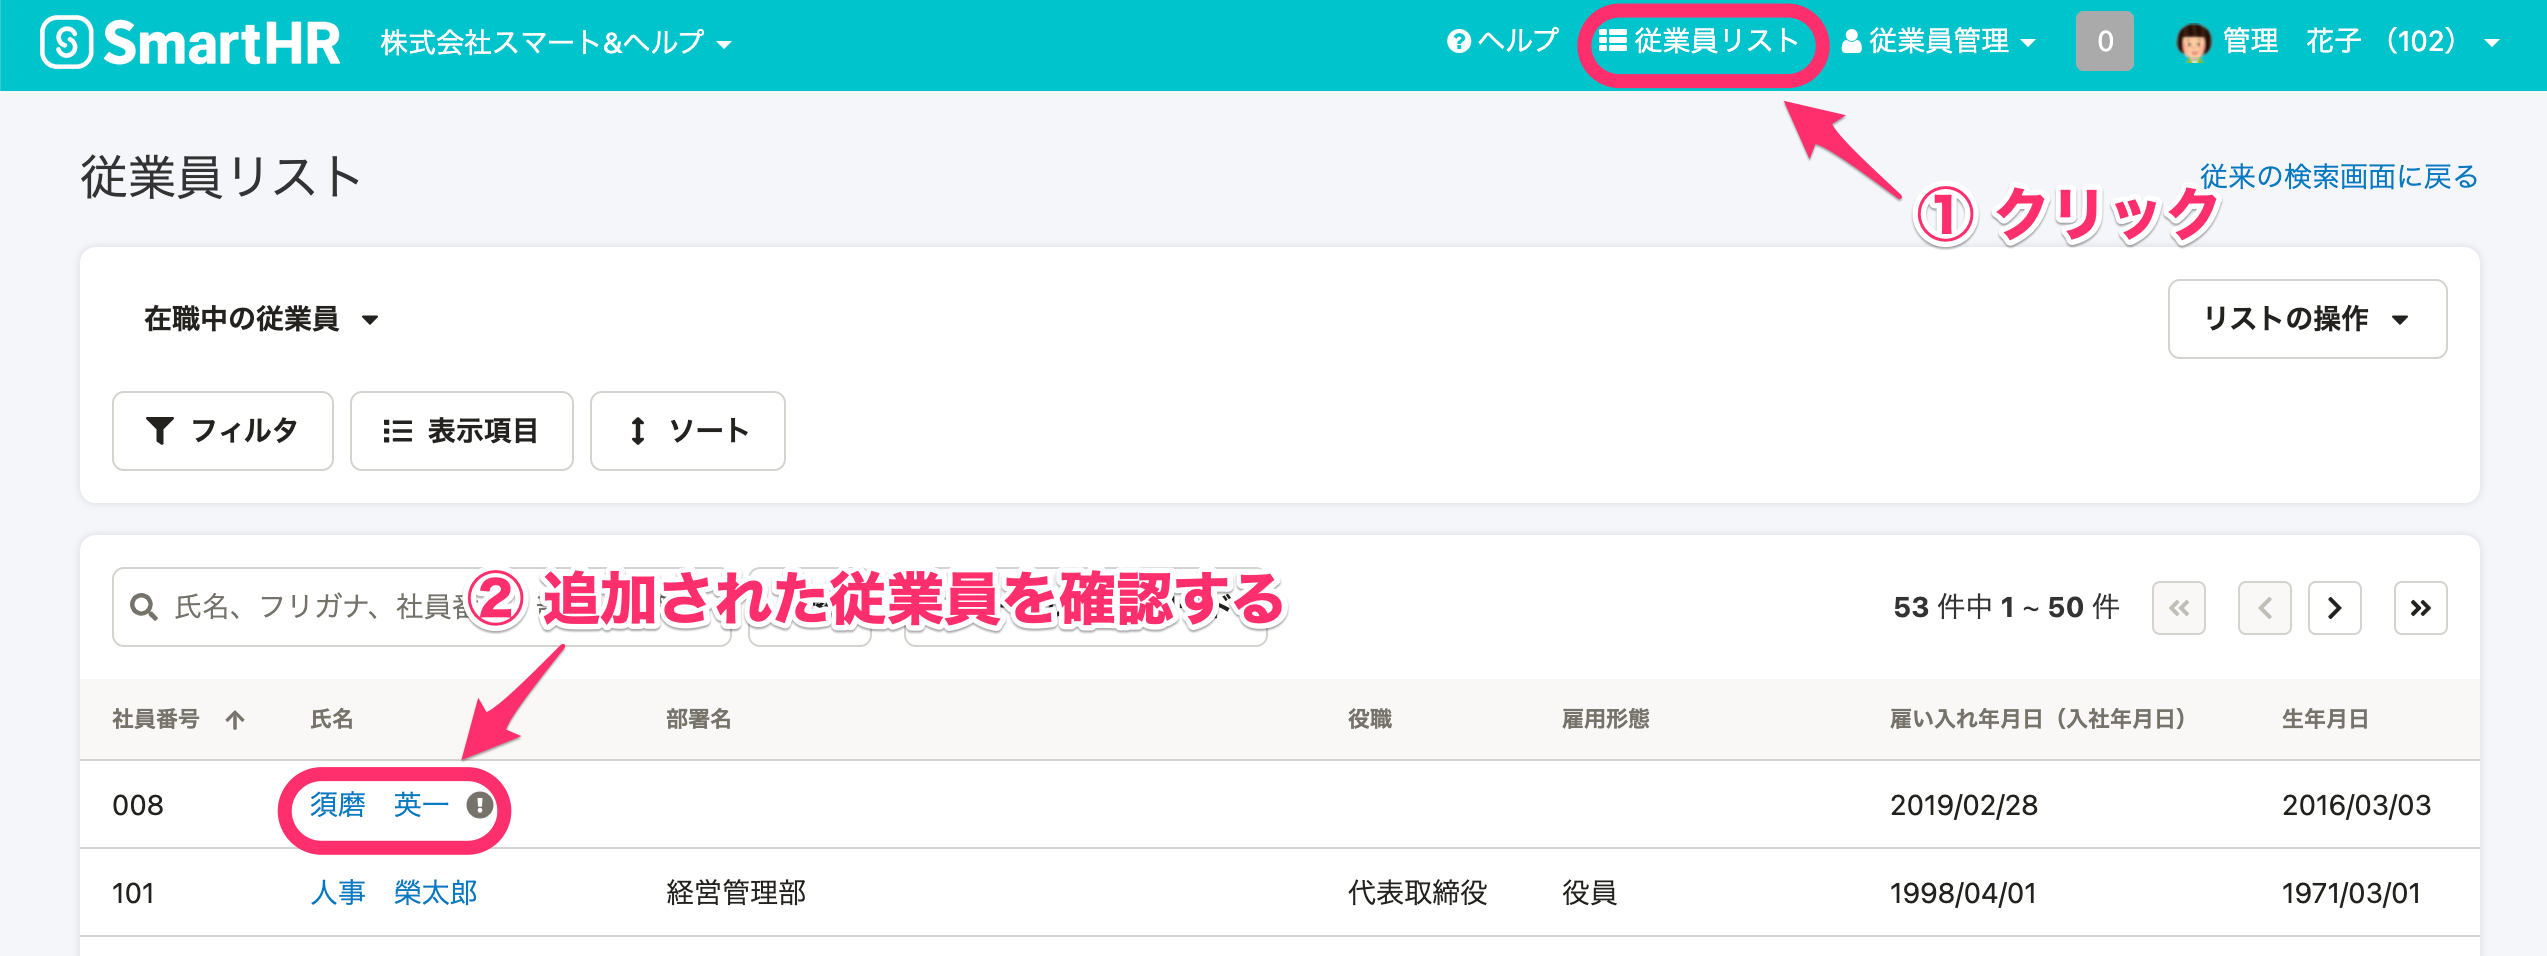 SmartHR 株式会社スマート&ヘルプ ヘルプ 従業員リスト 従業員管理 0 管理 花子 （102）
従業員リスト
従来の検索画面に戻る
① クリック
在職中の従業員 リストの操作
フィルタ 表示項目 ソート
氏名、フリガナ、社員番
② 追加された従業員を確認する
53 件中 1 ~ 50 件
社員番号 氏名 部署名 役職 雇用形態 雇い入れ年月日（入社年月日） 生年月日
008 須磨 英一 2019/02/28 2016/03/03
101 人事 榮太郎 経営管理部 代表取締役 役員 1998/04/01 1971/03/01